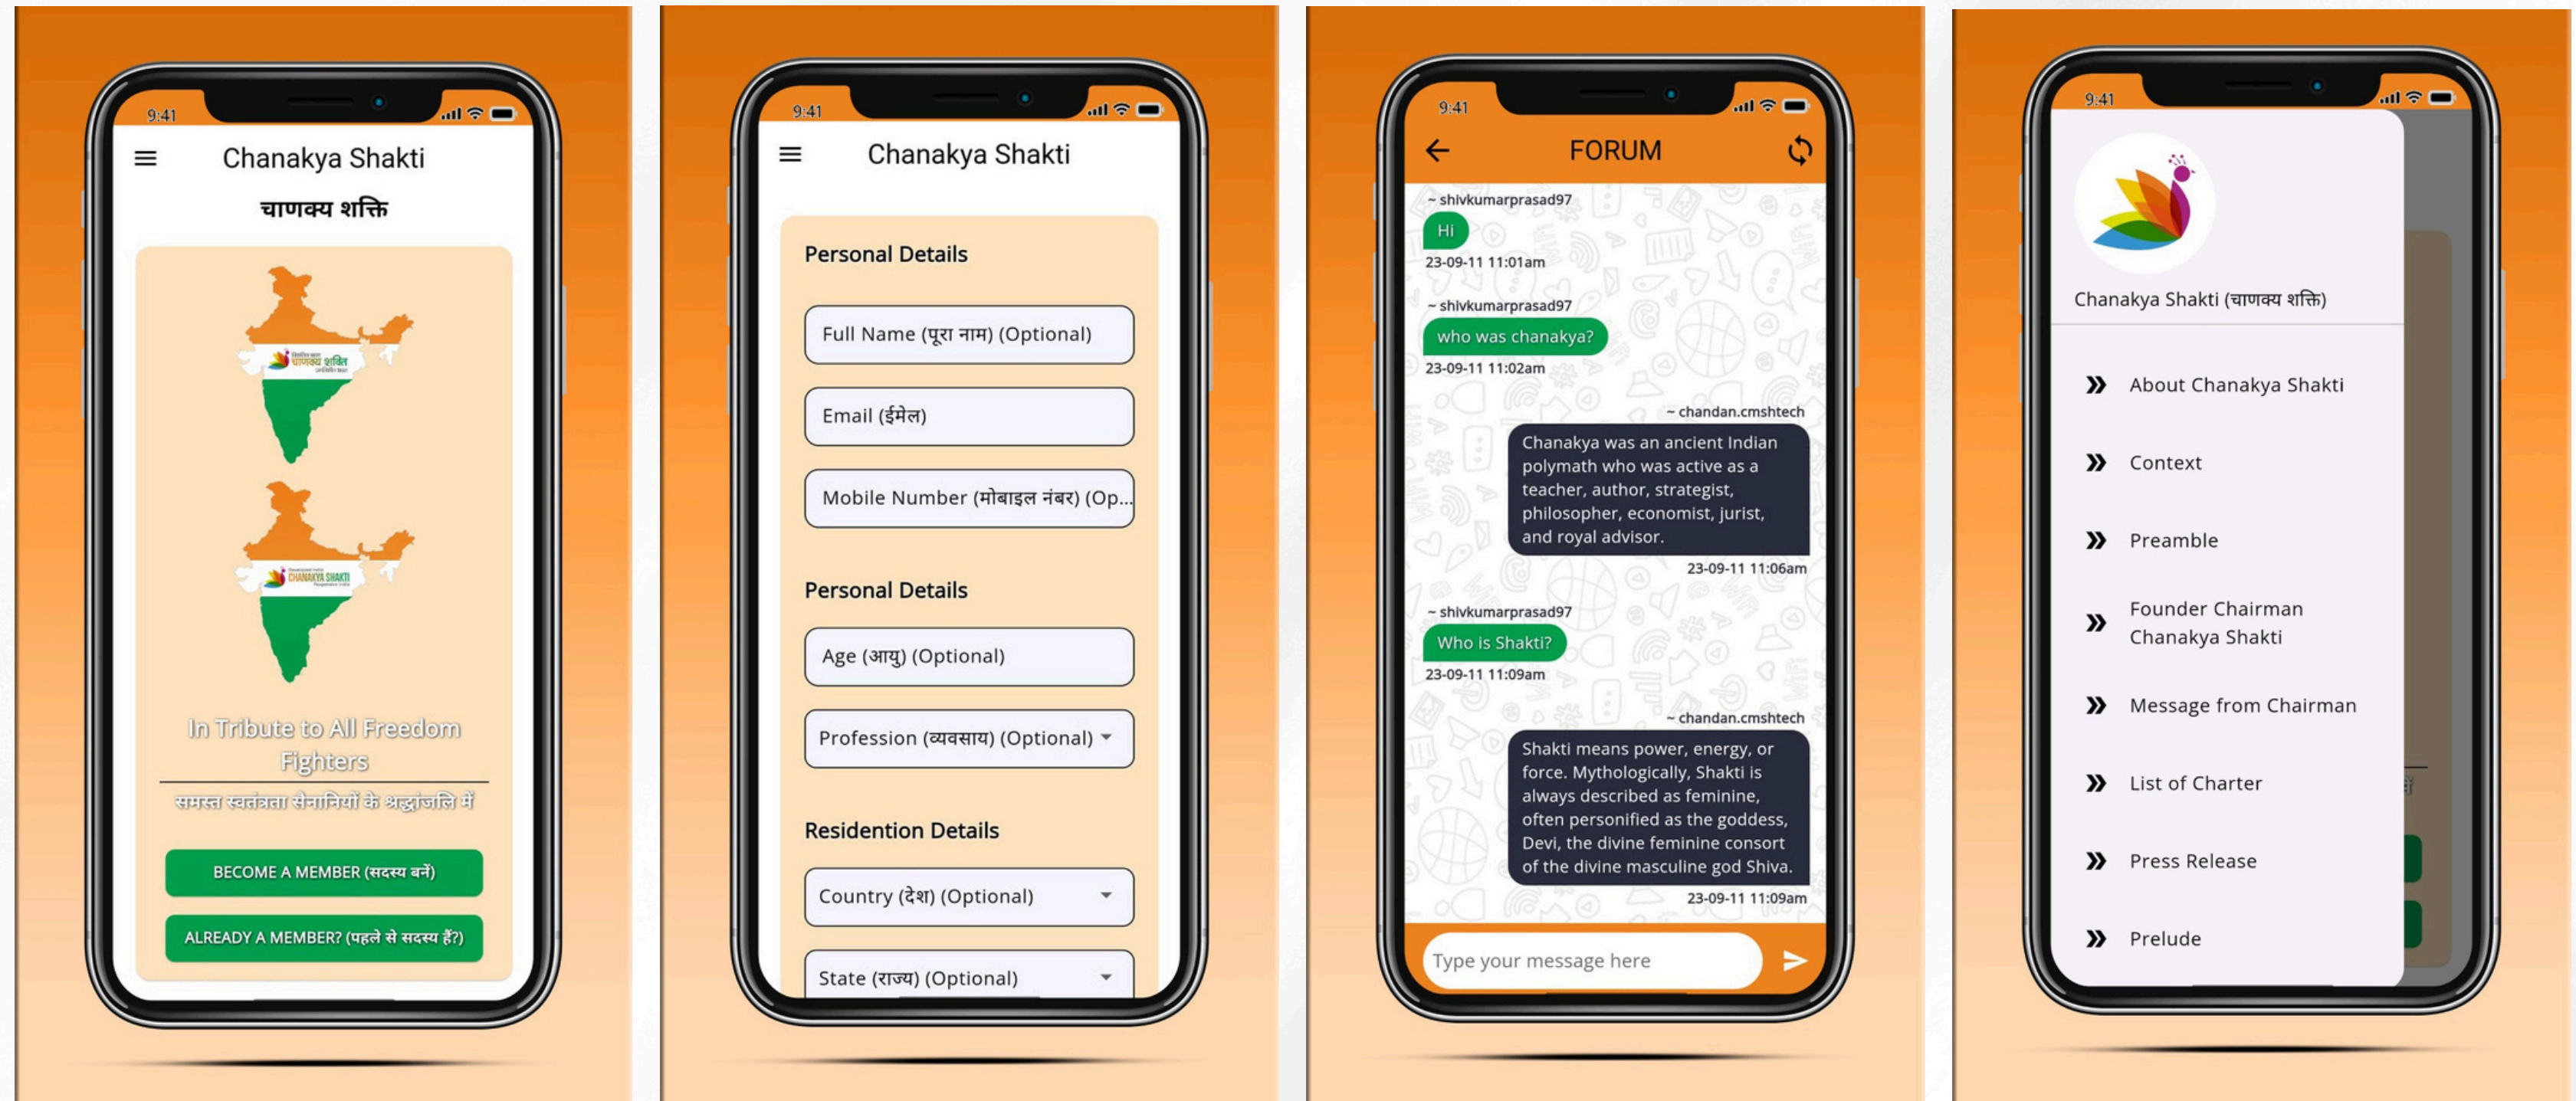 9:41
Chanakya Shakti
चाणक्य शक्ति
चाणक्य शक्ति
CHANAKYA SHAKTI
In Tribute to All Freedom
Fighters
समस्त स्वतंत्रता सेनानियों के श्रद्धांजलि में
BECOME A MEMBER (सदस्य बनें)
ALREADY A MEMBER? (पहले से सदस्य हैं?)
9:41
Chanakya Shakti
Personal Details
Full Name (पूरा नाम) (Optional)
Email (ईमेल)
Mobile Number (मोबाइल नंबर) (Op...
Personal Details
Age (आयु) (Optional)
Profession (व्यवसाय) (Optional)
Residention Details
Country (देश) (Optional)
State (राज्य) (Optional)
9:41
FORUM
~ shivkumarprasad97
Hi
23-09-11 11:01am
~ shivkumarprasad97
who was chanakya?
23-09-11 11:02am
~ chandan.cmshtech
Chanakya was an ancient Indian
polymath who was active as a
teacher, author, strategist,
philosopher, economist, jurist,
and royal advisor.
23-09-11 11:06am
~ shivkumarprasad97
Who is Shakti?
23-09-11 11:09am
~ chandan.cmshtech
Shakti means power, energy, or
force. Mythologically, Shakti is
always described as feminine,
often personified as the goddess,
Devi, the divine feminine consort
of the divine masculine god Shiva.
23-09-11 11:09am
Type your message here
9:41
Chanakya Shakti (चाणक्य शक्ति)
About Chanakya Shakti
Context
Preamble
Founder Chairman
Chanakya Shakti
Message from Chairman
List of Charter
Press Release
Prelude